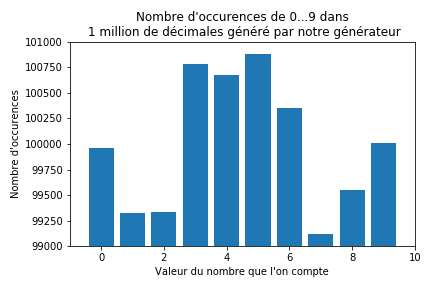 Nombre d'occurences de 0...9 dans
1 million de décimales généré par notre générateur
101000
100750
100500
100250
100000
99750
99500
99250
99000
Nombre d'occurences
0 2 4 6 8 10
Valeur du nombre que l'on compte